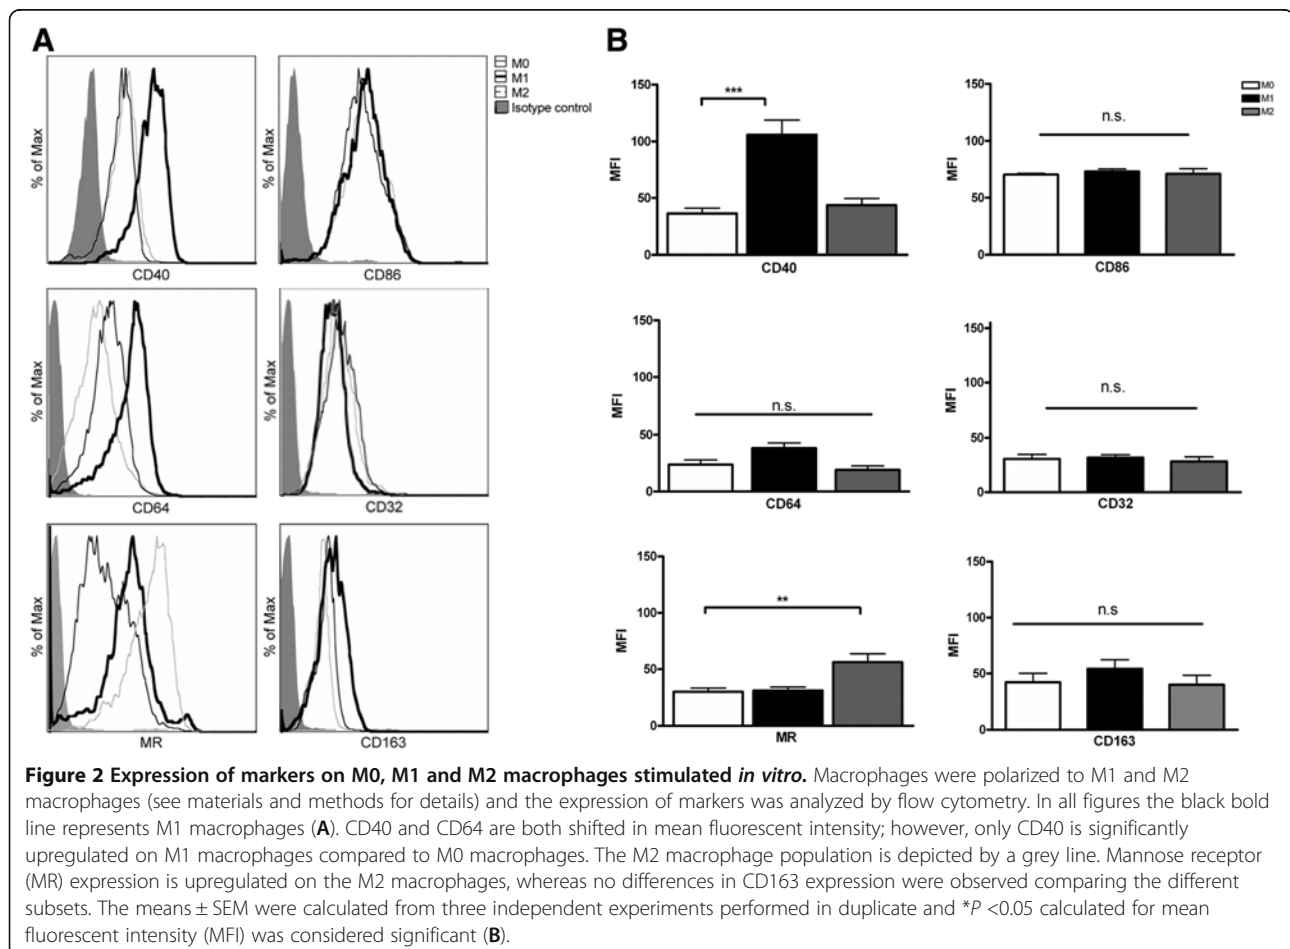 A
B
% of Max
CD40
% of Max
CD86
M0
M1
M2
Isotype control
% of Max
CD64
% of Max
CD32
% of Max
MR
% of Max
CD163
MFI
150
100
50
0
***
CD40
MFI
150
100
50
0
n.s.
CD86
M0
M1
M2
MFI
150
100
50
0
n.s.
CD64
MFI
150
100
50
0
n.s.
CD32
MFI
150
100
50
0
**
MR
MFI
150
100
50
0
n.s
CD163
Figure 2 Expression of markers on M0, M1 and M2 macrophages stimulated in vitro. Macrophages were polarized to M1 and M2
macrophages (see materials and methods for details) and the expression of markers was analyzed by flow cytometry. In all figures the black bold
line represents M1 macrophages (A). CD40 and CD64 are both shifted in mean fluorescent intensity; however, only CD40 is significantly
upregulated on M1 macrophages compared to M0 macrophages. The M2 macrophage population is depicted by a grey line. Mannose receptor
(MR) expression is upregulated on the M2 macrophages, whereas no differences in CD163 expression were observed comparing the different
subsets. The means ± SEM were calculated from three independent experiments performed in duplicate and *P <0.05 calculated for mean
fluorescent intensity (MFI) was considered significant (B).